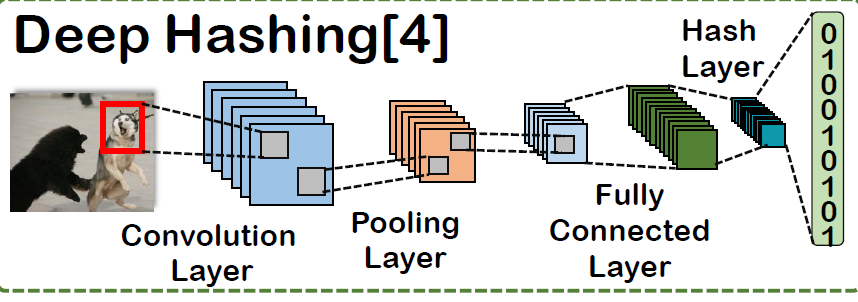 Deep Hashing[4]
Convolution
Layer
Pooling
Layer
Fully
Connected
Layer
Hash
Layer
0
1
0
0
1
0
1
0
1